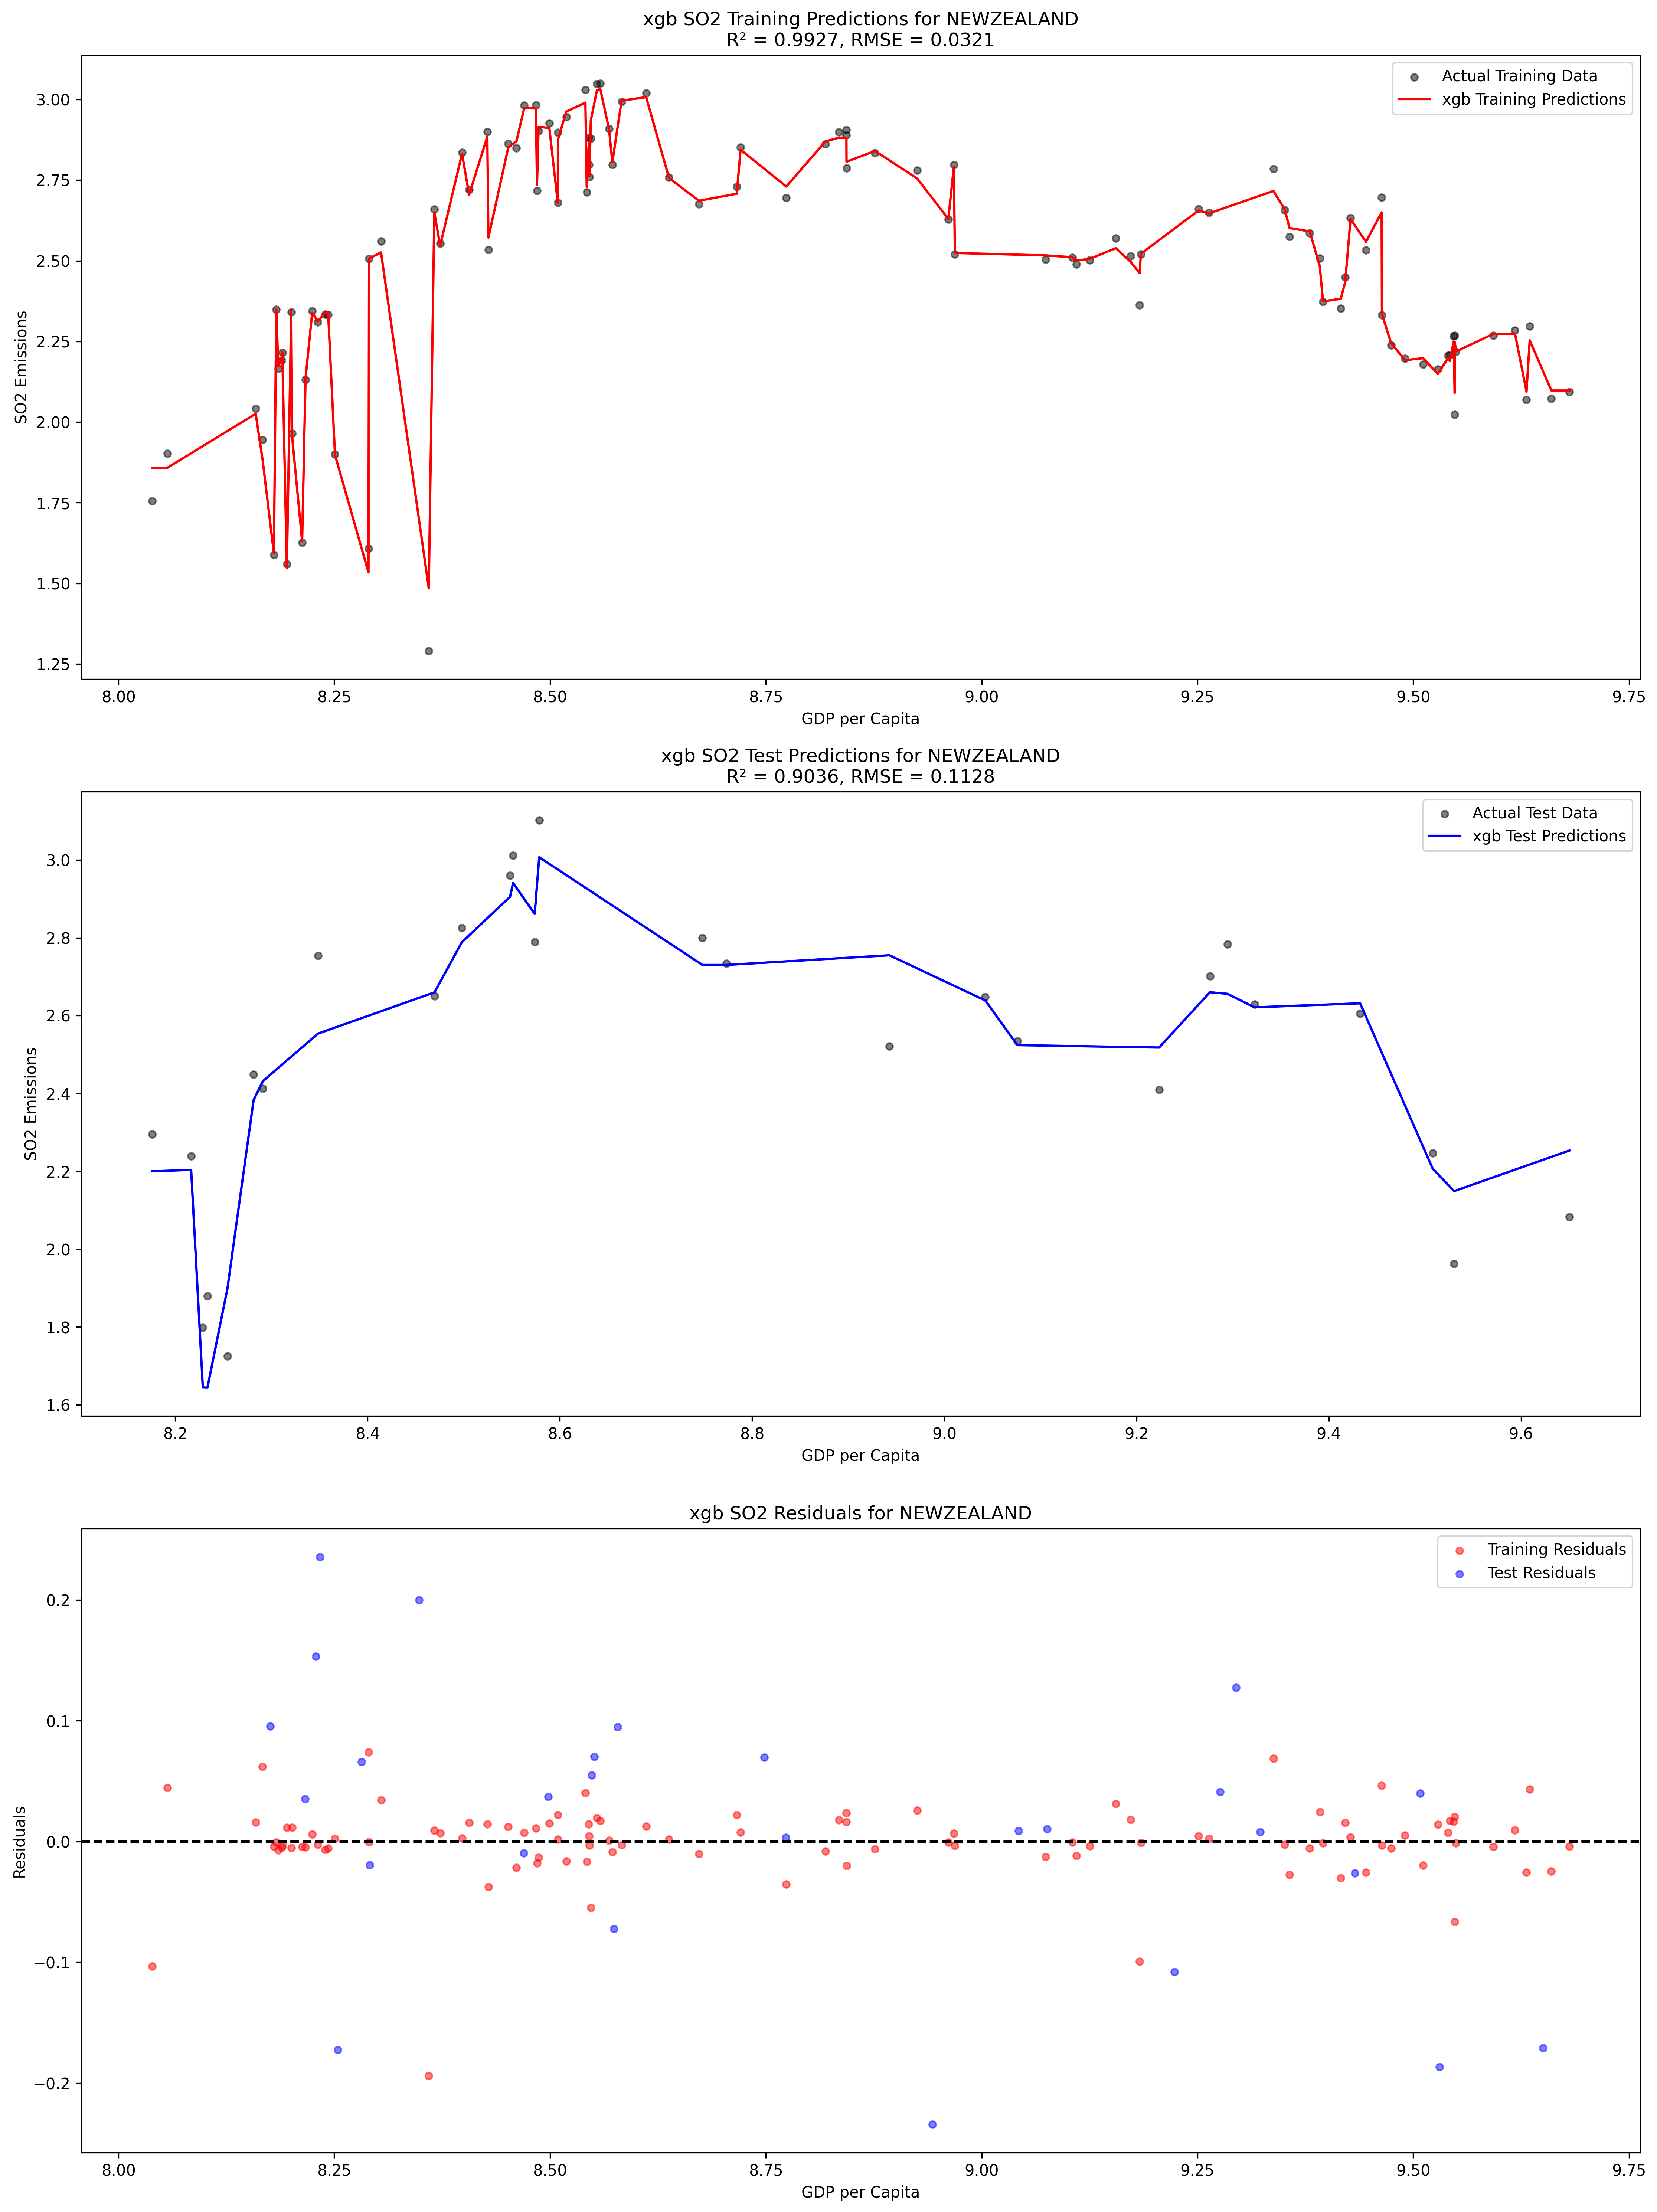 xgb SO2 Training Predictions for NEWZEALAND
R² = 0.9927, RMSE = 0.0321
Actual Training Data
xgb Training Predictions
3.00
2.75
2.50
2.25
2.00
1.75
1.50
1.25
SO2 Emissions
8.00 8.25 8.50 8.75 9.00 9.25 9.50 9.75
GDP per Capita
xgb SO2 Test Predictions for NEWZEALAND
R² = 0.9036, RMSE = 0.1128
Actual Test Data
xgb Test Predictions
3.0
2.8
2.6
2.4
2.2
2.0
1.8
1.6
SO2 Emissions
8.2 8.4 8.6 8.8 9.0 9.2 9.4 9.6
GDP per Capita
xgb SO2 Residuals for NEWZEALAND
Training Residuals
Test Residuals
0.2
0.1
0.0
−0.1
−0.2
Residuals
8.00 8.25 8.50 8.75 9.00 9.25 9.50 9.75
GDP per Capita